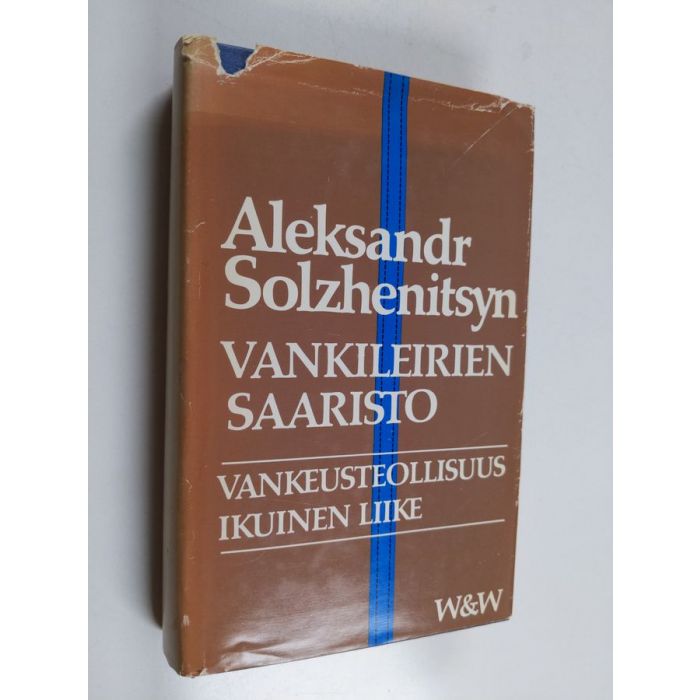 Aleksandr
Solzhenitsyn
VANKILEIRIEN
SAARISTO
VANKEUSTEOLLISUUS
IKUINEN LIIKE
W&W